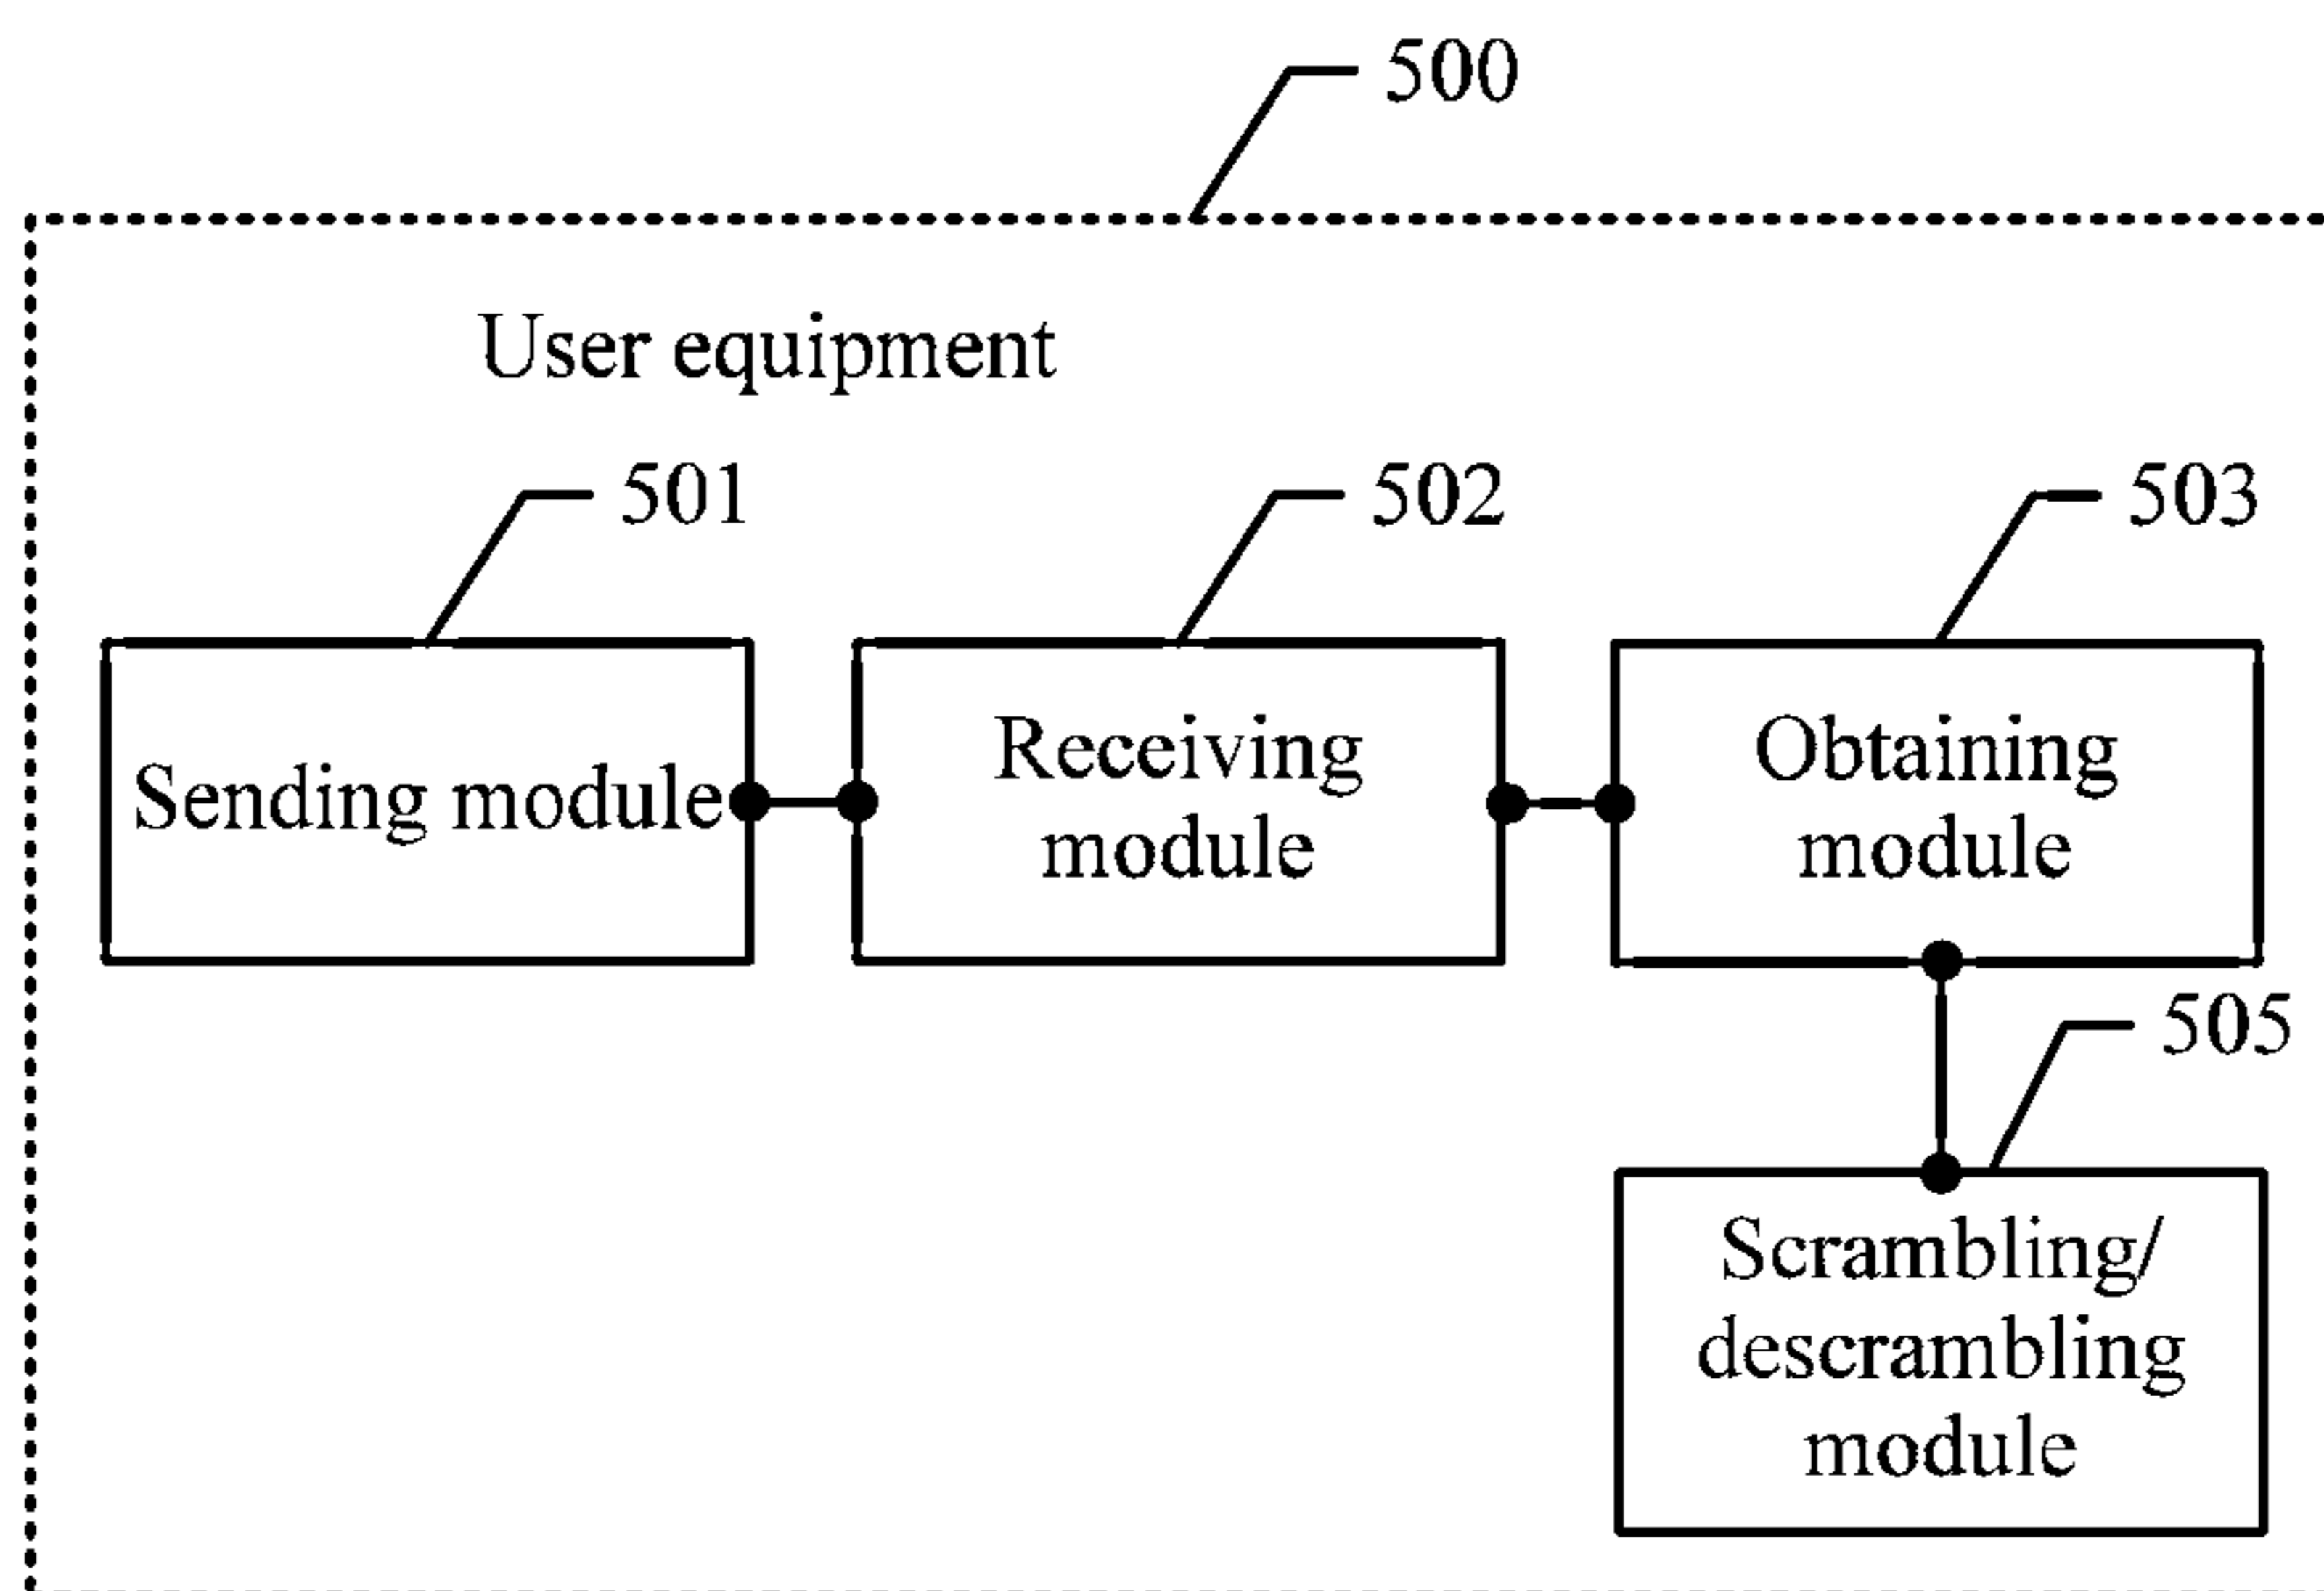 500
User equipment
501
502
503
Sending module
Receiving
module
Obtaining
module
505
Scrambling/
descrambling
module